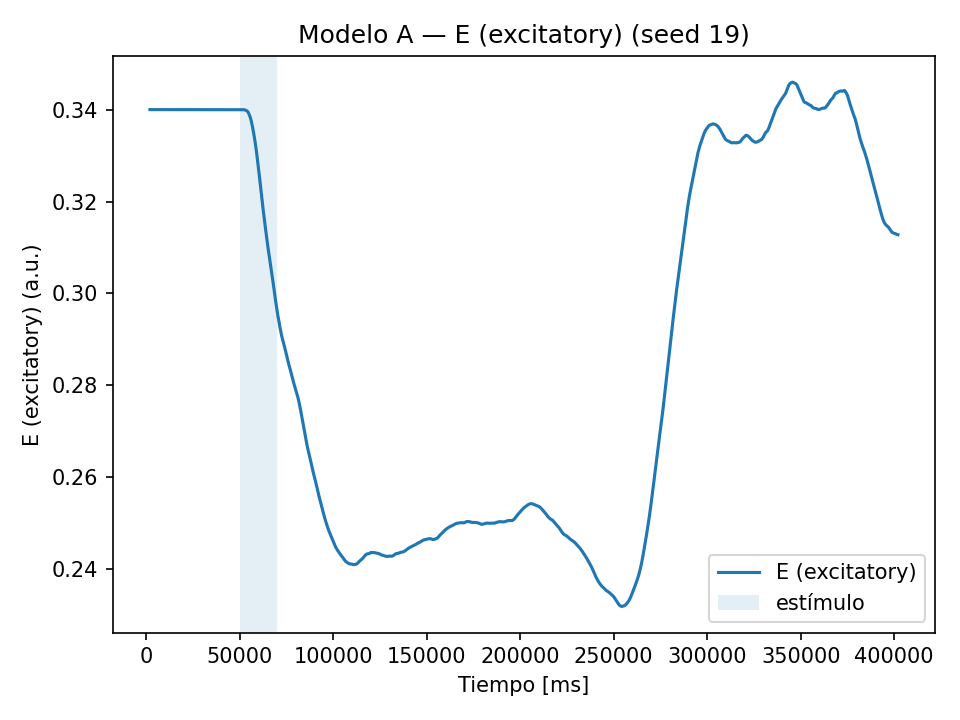 Modelo A — E (excitatory) (seed 19)
E (excitatory) (a.u.)
0.34
0.32
0.30
0.28
0.26
0.24
0 50000 100000 150000 200000 250000 300000 350000 400000
Tiempo [ms]
E (excitatory)
estímulo